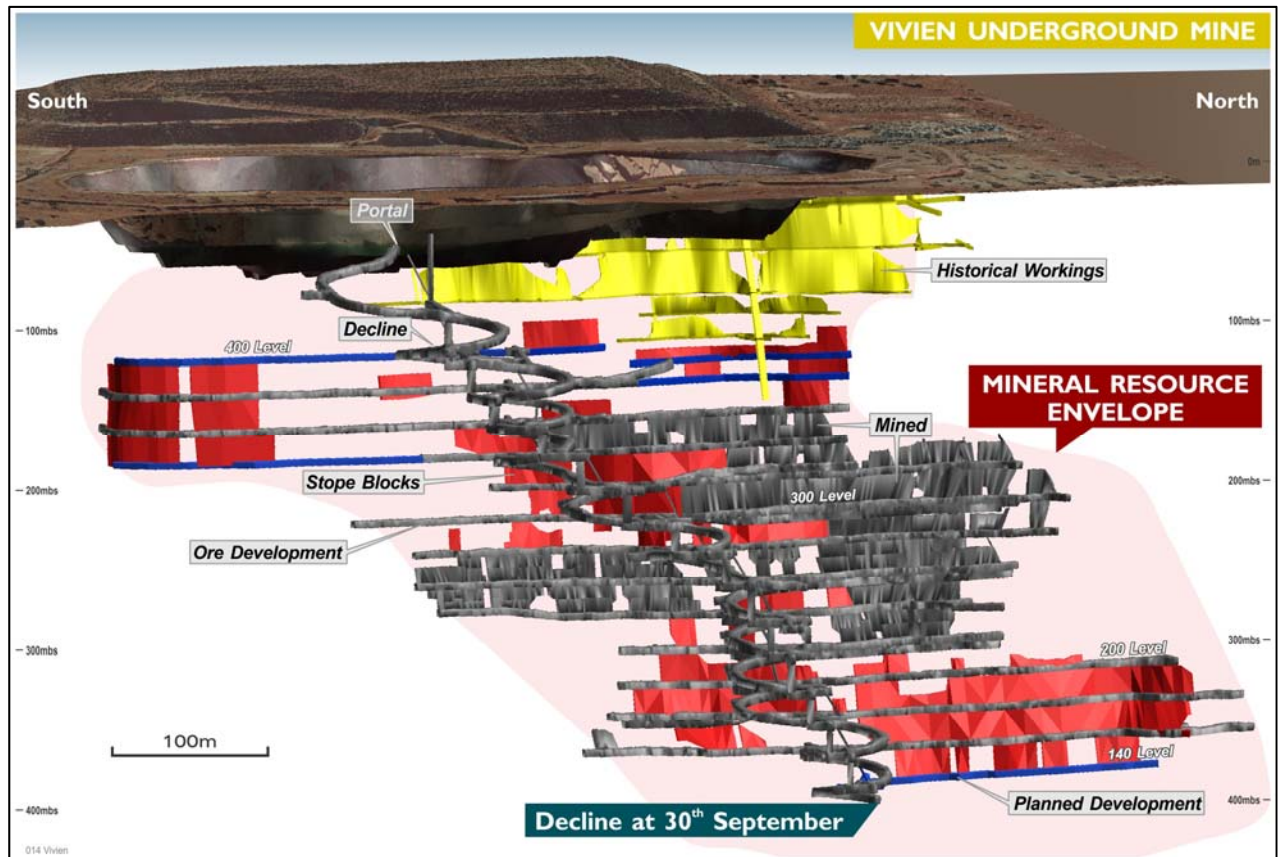 VIVIEN UNDERGROUND MINE
South
North
0m
0m
Portal
Historical Workings
100mbs
Decline
100mbs
400 Level
MINERAL RESOURCE
ENVELOPE
Mined
Stope Blocks
200mbs
200mbs
300 Level
Ore Development
300mbs
200 Level
300mbs
100m
140 Level
Planned Development
400mbs
400mbs
Decline at 30th September
014 Vivien